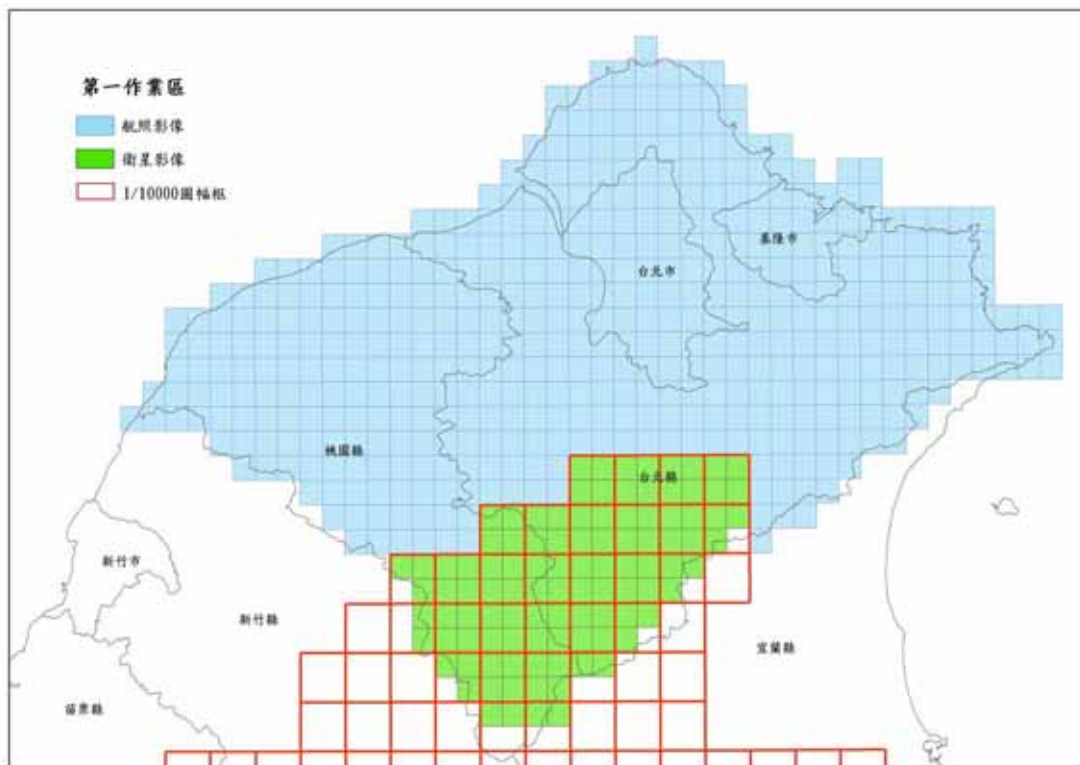 第一作業區
航照影像
衛星影像
1/10000圖幅框
基隆市
台北市
桃園縣
台北縣
新竹市
新竹縣
宜蘭縣
苗栗縣